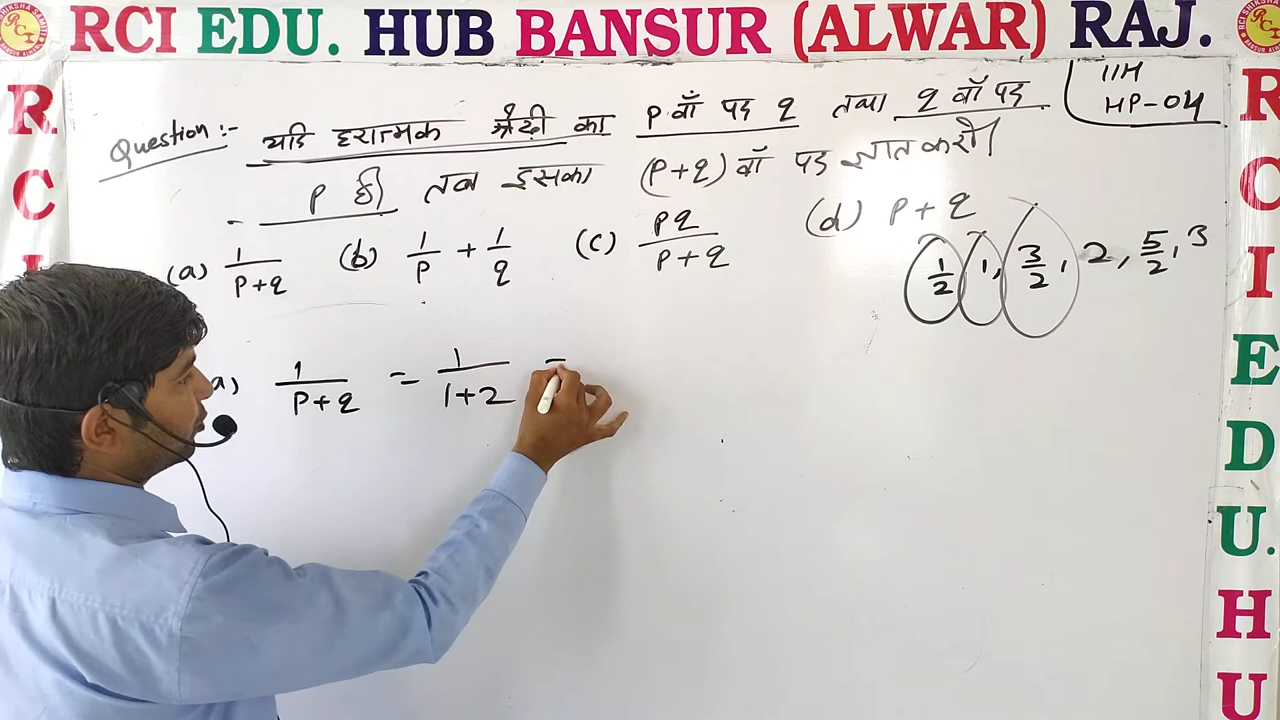 RCI EDU. HUB BANSUR (ALWAR) RAJ.
11H
HP-04
Question:- यदि हरात्मक श्रेढ़ी का P वाँ पद q तथा q वाँ पद
P हो तब इसका (P+q) वाँ पद ज्ञात करो।
(a) 1/P+q (b) 1/P + 1/q (c) Pq/P+q (d) P+q
1/2, 1, 3/2, 2, 5/2, 3
a) 1/P+q = 1/1+2 =
R.
C
I
R
C
I
E
D
U.
H
U